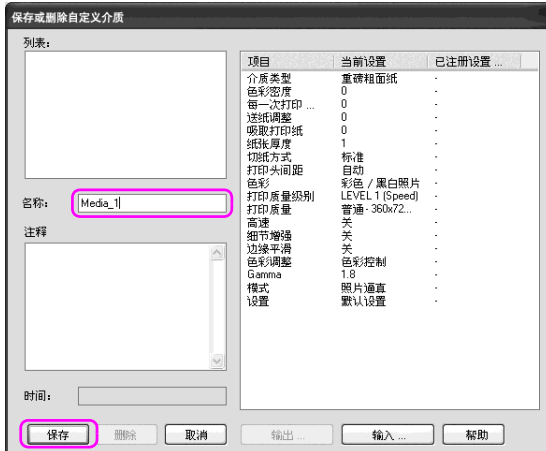 保存或删除自定义介质
列表：
名称： Media_1
注释
时间：
项目 当前设置 已注册设置 ...
介质类型 重磅粗面纸 -
色彩密度 0 -
每一次打印 ... 0 -
送纸调整 0 -
吸取打印纸 0 -
纸张厚度 1 -
切纸方式 标准 -
打印头间距 自动 -
色彩 彩色 / 黑白照片 -
打印质量级别 LEVEL 1 (Speed) -
打印质量 普通 - 360x72... -
高速 关 -
细节增强 关 -
边缘平滑 关 -
色彩调整 色彩控制 -
Gamma 1.8 -
模式 照片逼真 -
设置 默认设置 -
保存 删除 取消 输出 ... 输入 ... 帮助